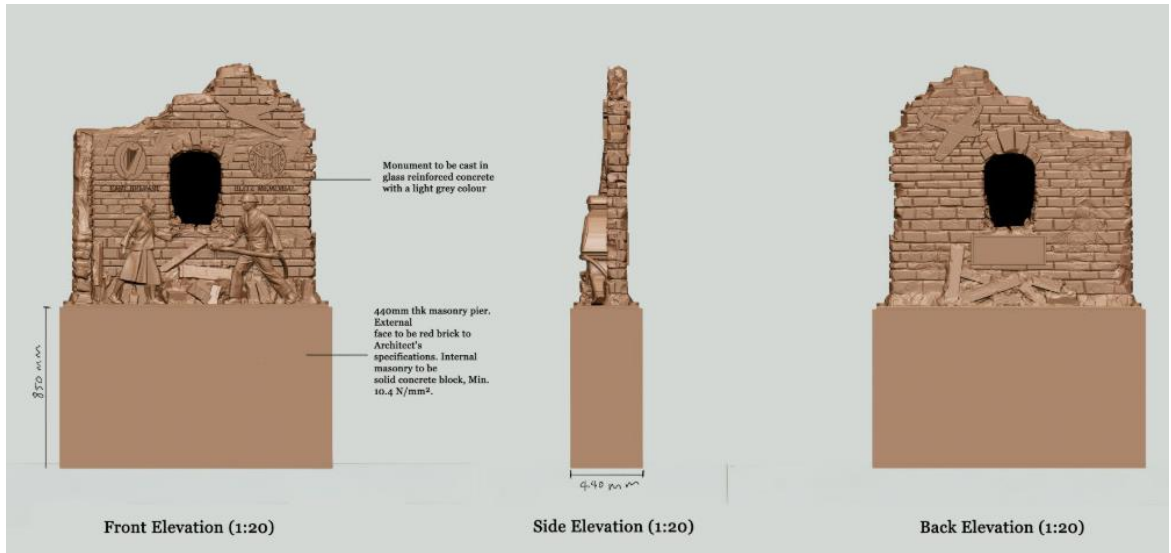 EAST BELFAST
BLITZ MEMORIAL
Monument to be cast in
glass reinforced concrete
with a light grey colour
440mm thk masonry pier.
External
face to be red brick to
Architect's
specifications. Internal
masonry to be
solid concrete block, Min.
10.4 N/mm².
850 mm
440 mm
Front Elevation (1:20)
Side Elevation (1:20)
Back Elevation (1:20)